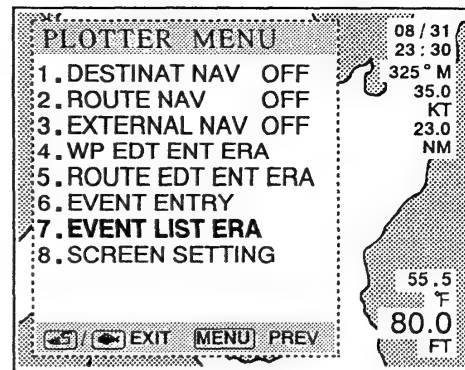 PLOTTER MENU
1. DESTINAT NAV OFF
2. ROUTE NAV OFF
3. EXTERNAL NAV OFF
4. WP EDT ENT ERA
5. ROUTE EDT ENT ERA
6. EVENT ENTRY
7. EVENT LIST ERA
8. SCREEN SETTING
/ EXIT MENU PREV
08 / 31
23 : 30
325° M
35.0
KT
23.0
NM
55.5
°F
80.0
FT